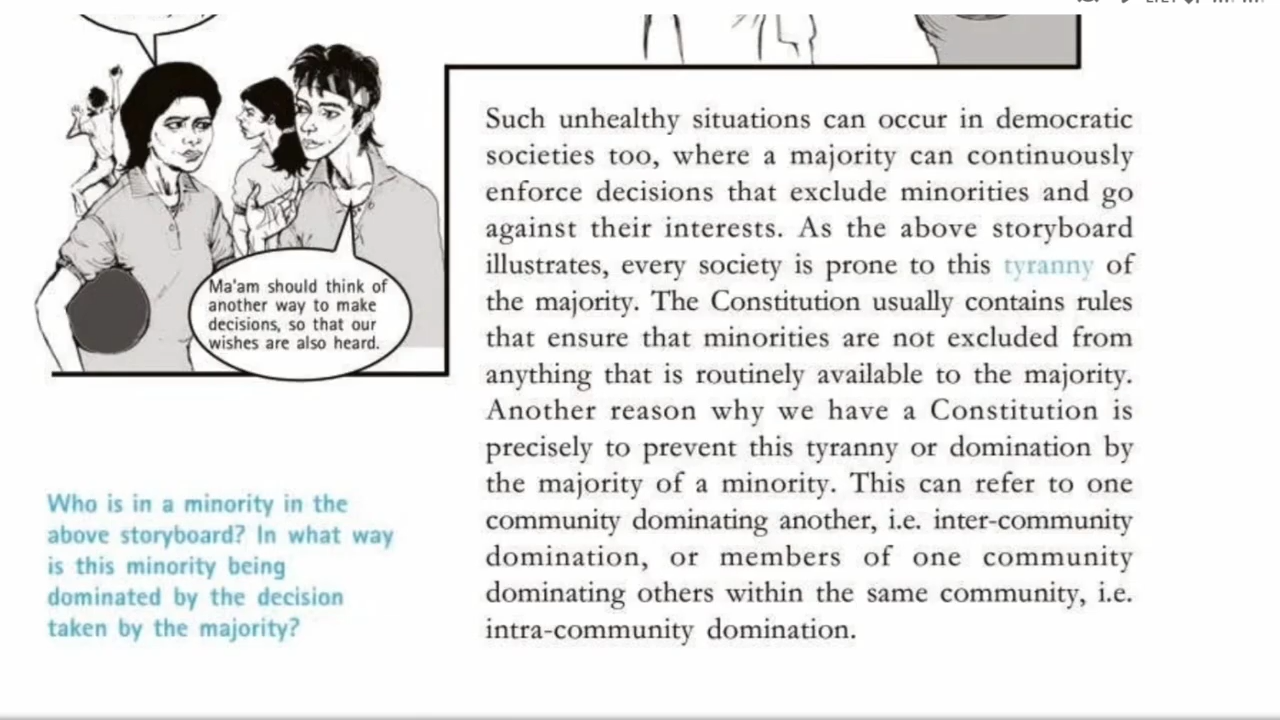 Ma'am should think of
another way to make
decisions, so that our
wishes are also heard.
Who is in a minority in the
above storyboard? In what way
is this minority being
dominated by the decision
taken by the majority?
Such unhealthy situations can occur in democratic
societies too, where a majority can continuously
enforce decisions that exclude minorities and go
against their interests. As the above storyboard
illustrates, every society is prone to this tyranny of
the majority. The Constitution usually contains rules
that ensure that minorities are not excluded from
anything that is routinely available to the majority.
Another reason why we have a Constitution is
precisely to prevent this tyranny or domination by
the majority of a minority. This can refer to one
community dominating another, i.e. inter-community
domination, or members of one community
dominating others within the same community, i.e.
intra-community domination.